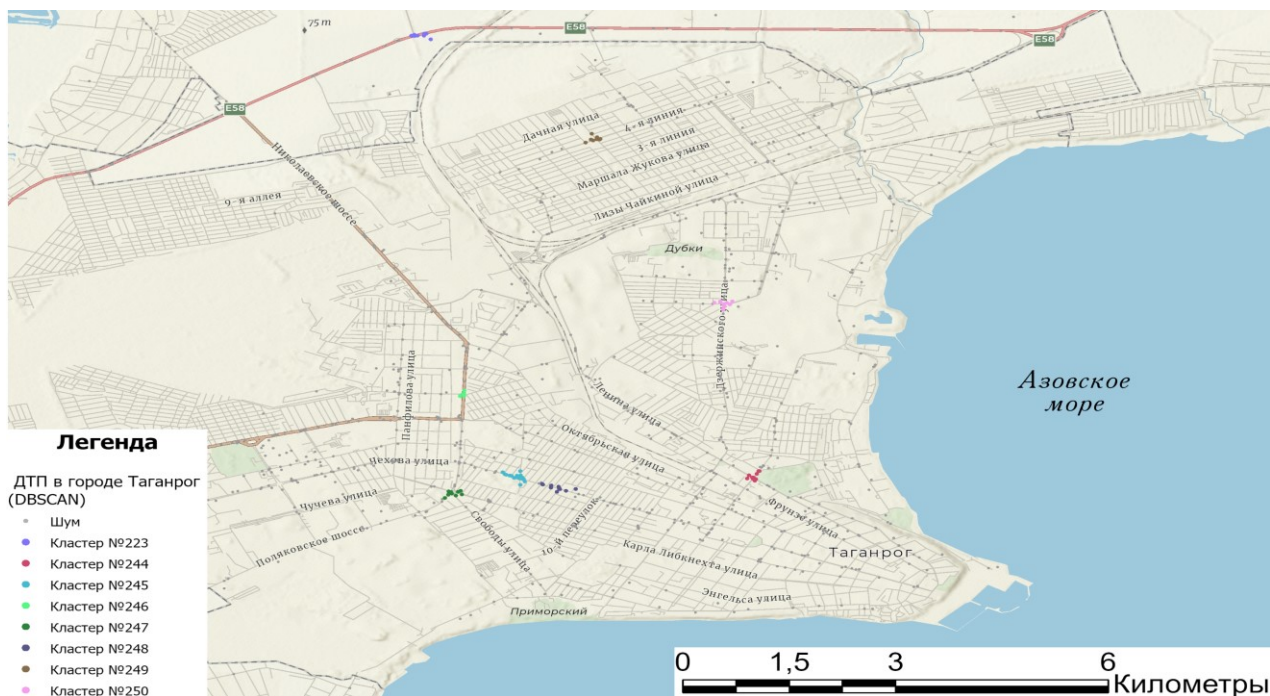 75 m
E58
E58
E58
Дачная улица
4-я линия
3-я линия
Маршала Жукова улица
Лизы Чайкиной улица
Николаевское шоссе
9-я аллея
Дубки
Дзержинского улица
Азовское
море
Панфилова улица
Ленина улица
Октябрьская улица
Чехова улица
Чучева улица
Поляковское шоссе
Свободы улица
10-й переулок
Фрунзе улица
Карла Либкнехта улица
Таганрог
Энгельса улица
Приморский
Легенда
ДТП в городе Таганрог
(DBSCAN)
Шум
Кластер №223
Кластер №244
Кластер №245
Кластер №246
Кластер №247
Кластер №248
Кластер №249
Кластер №250
0 1,5 3 6
Километры